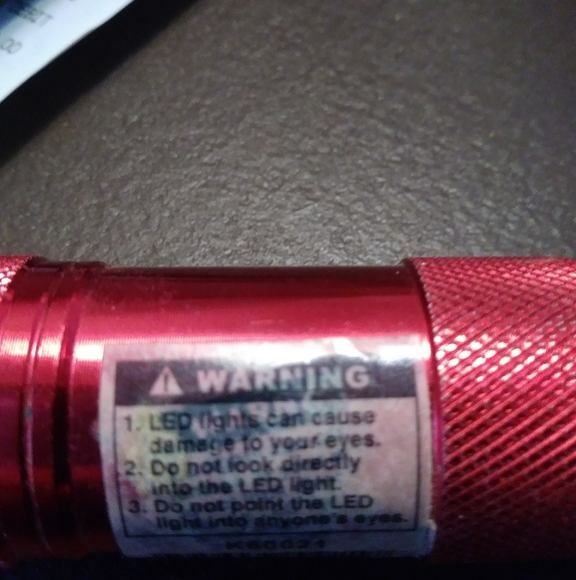 00
WARNING
1. LED lights can cause
damage to your eyes.
2. Do not look directly
into the LED light.
3. Do not point the LED
light into anyone's eyes.